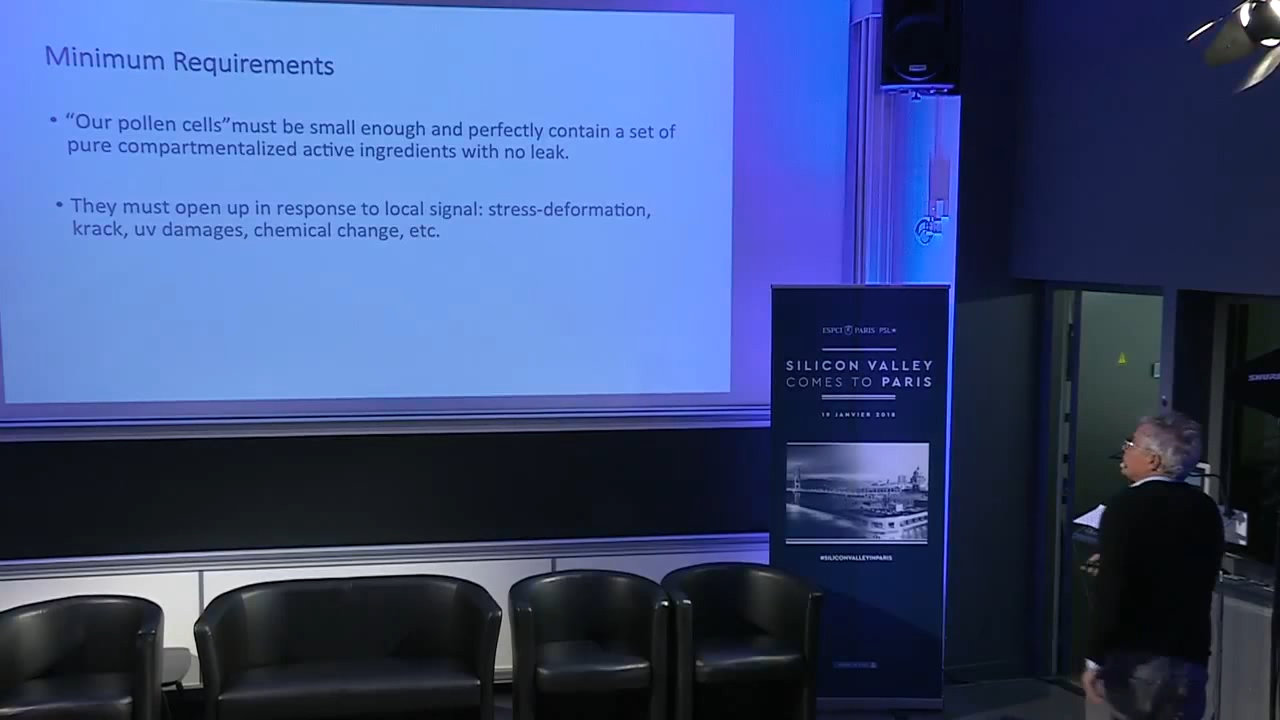 Minimum Requirements
• “Our pollen cells”must be small enough and perfectly contain a set of
pure compartmentalized active ingredients with no leak.
• They must open up in response to local signal: stress-deformation,
krack, uv damages, chemical change, etc.
ESPCI PARIS PSL★
SILICON VALLEY
COMES TO PARIS
19 JANVIER 2018
#SILICONVALLEYINPARIS
SHURE